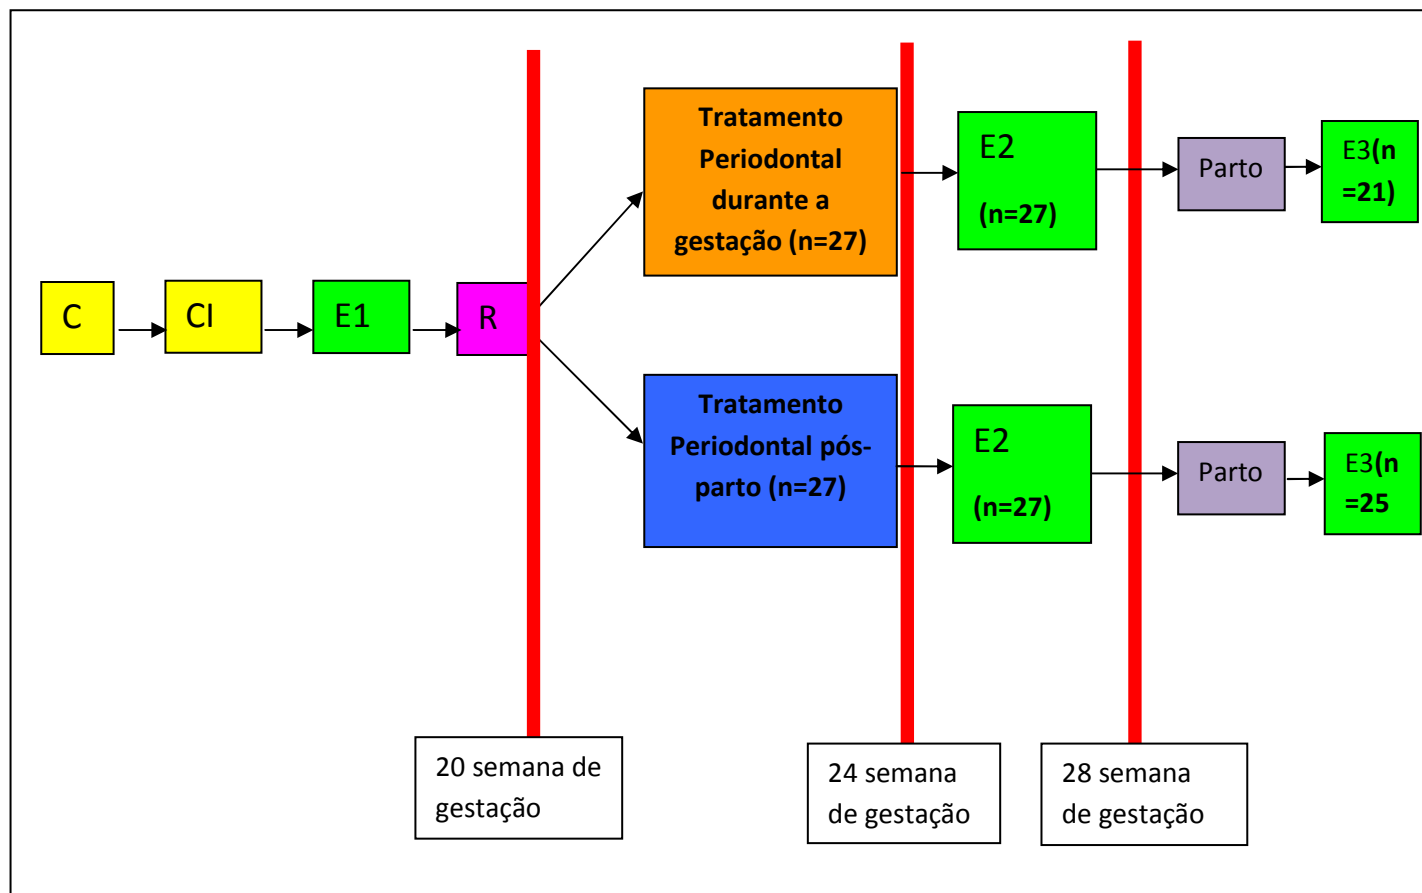 C
CI
E1
R
Tratamento
Periodontal
durante a
gestação (n=27)
E2
(n=27)
Parto
E3(n
=21)
Tratamento
Periodontal pós-
parto (n=27)
E2
(n=27)
Parto
E3(n
=25
20 semana de
gestação
24 semana
de gestação
28 semana
de gestação